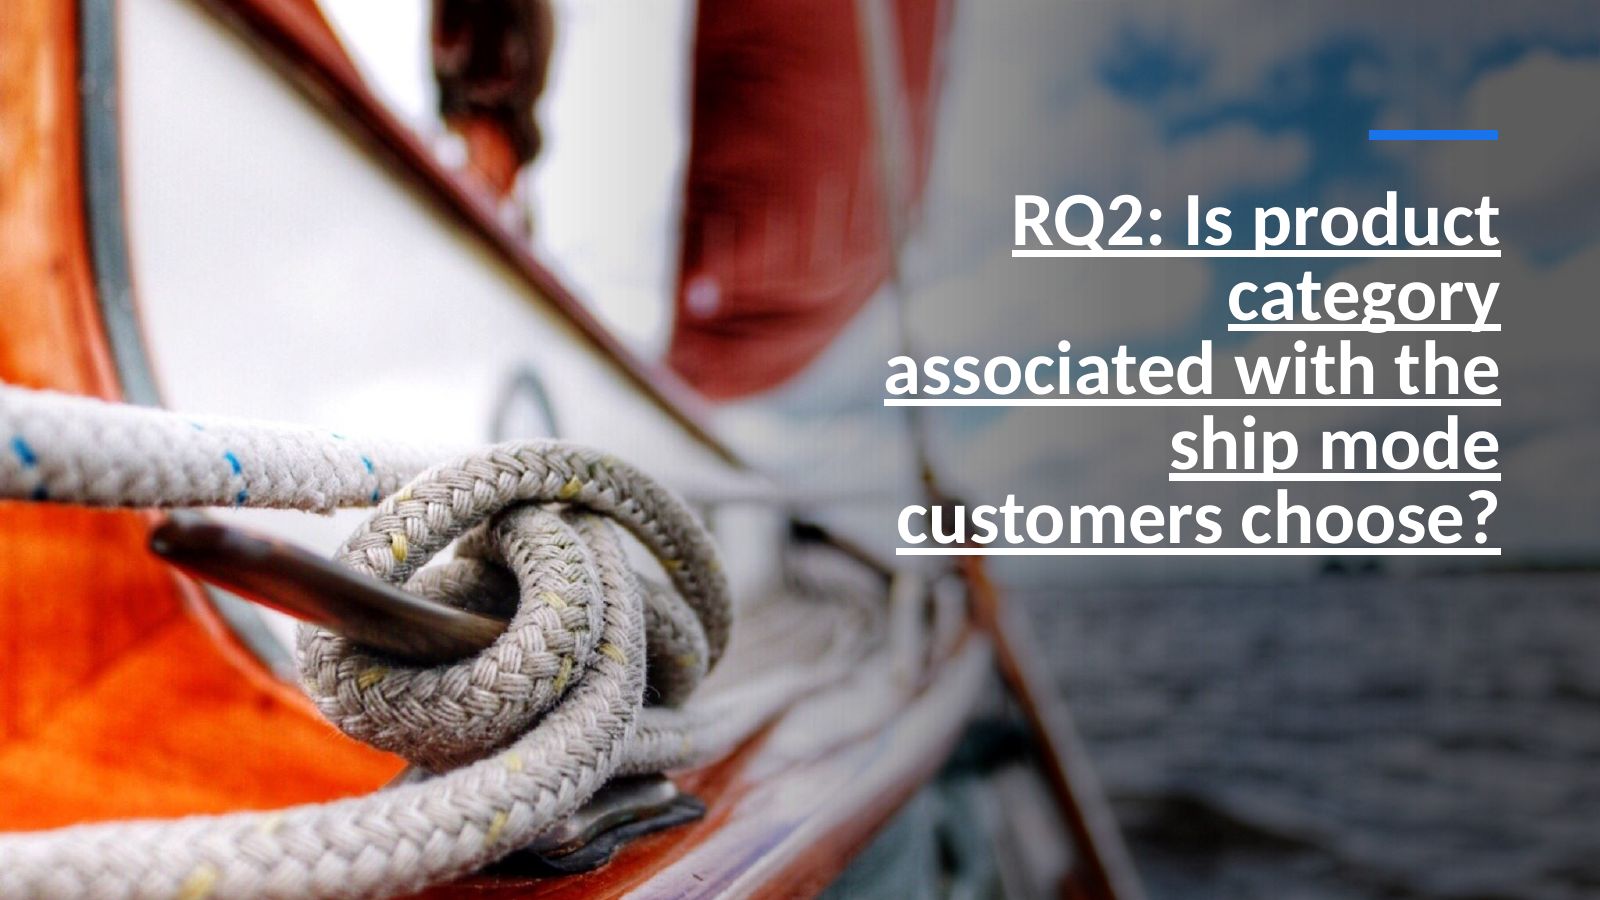 RQ2: Is product
category
associated with the
ship mode
customers choose?